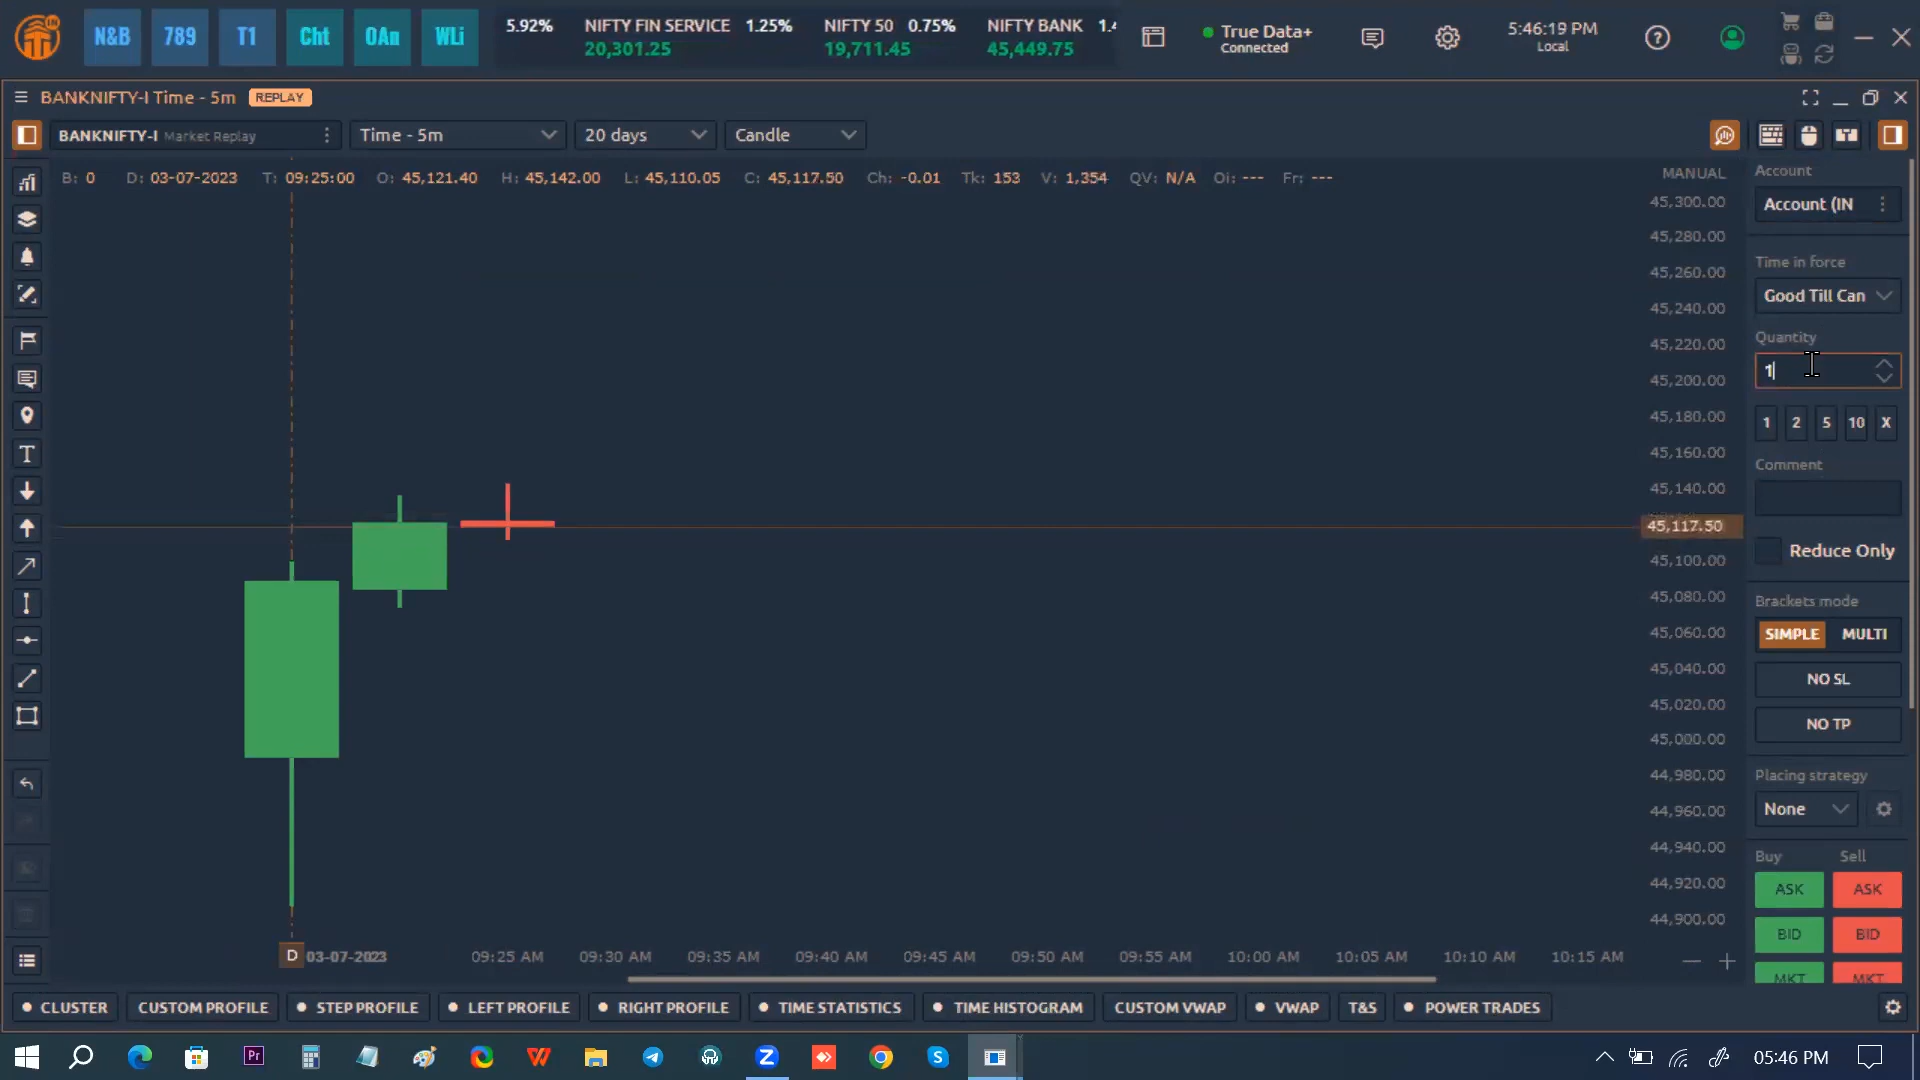 N&B 789 T1 Cht OAn WLi 5.92% NIFTY FIN SERVICE 1.25% NIFTY 50 0.75% NIFTY BANK 1.4
20,301.25 19,711.45 45,449.75
True Data+
Connected
5:46:19 PM
Local
BANKNIFTY-I Time - 5m REPLAY
BANKNIFTY-I Market Replay Time - 5m 20 days Candle
B: 0 D: 03-07-2023 T: 09:25:00 O: 45,121.40 H: 45,142.00 L: 45,110.05 C: 45,117.50 Ch: -0.01 Tk: 153 V: 1,354 QV: N/A Oi: --- Fr: ---
MANUAL
45,300.00
45,280.00
45,260.00
45,240.00
45,220.00
45,200.00
45,180.00
45,160.00
45,140.00
45,117.50
45,100.00
45,080.00
45,060.00
45,040.00
45,020.00
45,000.00
44,980.00
44,960.00
44,940.00
44,920.00
44,900.00
Account
Account (IN
Time in force
Good Till Can
Quantity
1
1 2 5 10 X
Comment
Reduce Only
Brackets mode
SIMPLE MULTI
NO SL
NO TP
Placing strategy
None
Buy Sell
ASK ASK
BID BID
MKT MKT
D 03-07-2023 09:25 AM 09:30 AM 09:35 AM 09:40 AM 09:45 AM 09:50 AM 09:55 AM 10:00 AM 10:05 AM 10:10 AM 10:15 AM
CLUSTER CUSTOM PROFILE STEP PROFILE LEFT PROFILE RIGHT PROFILE TIME STATISTICS TIME HISTOGRAM CUSTOM VWAP VWAP T&S POWER TRADES
05:46 PM